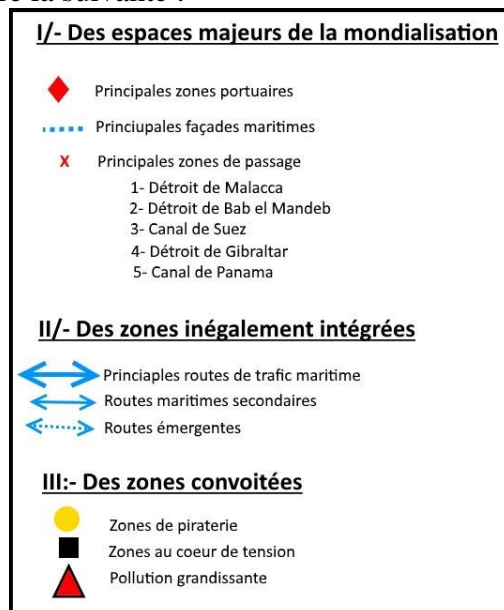 re la suivante :
I/- Des espaces majeurs de la mondialisation
Principales zones portuaires
Princiupales façades maritimes
x Principales zones de passage
1- Détroit de Malacca
2- Détroit de Bab el Mandeb
3- Canal de Suez
4- Détroit de Gibraltar
5- Canal de Panama
II/- Des zones inégalement intégrées
Princiaples routes de trafic maritime
Routes maritimes secondaires
Routes émergentes
III:- Des zones convoitées
Zones de piraterie
Zones au coeur de tension
Pollution grandissante